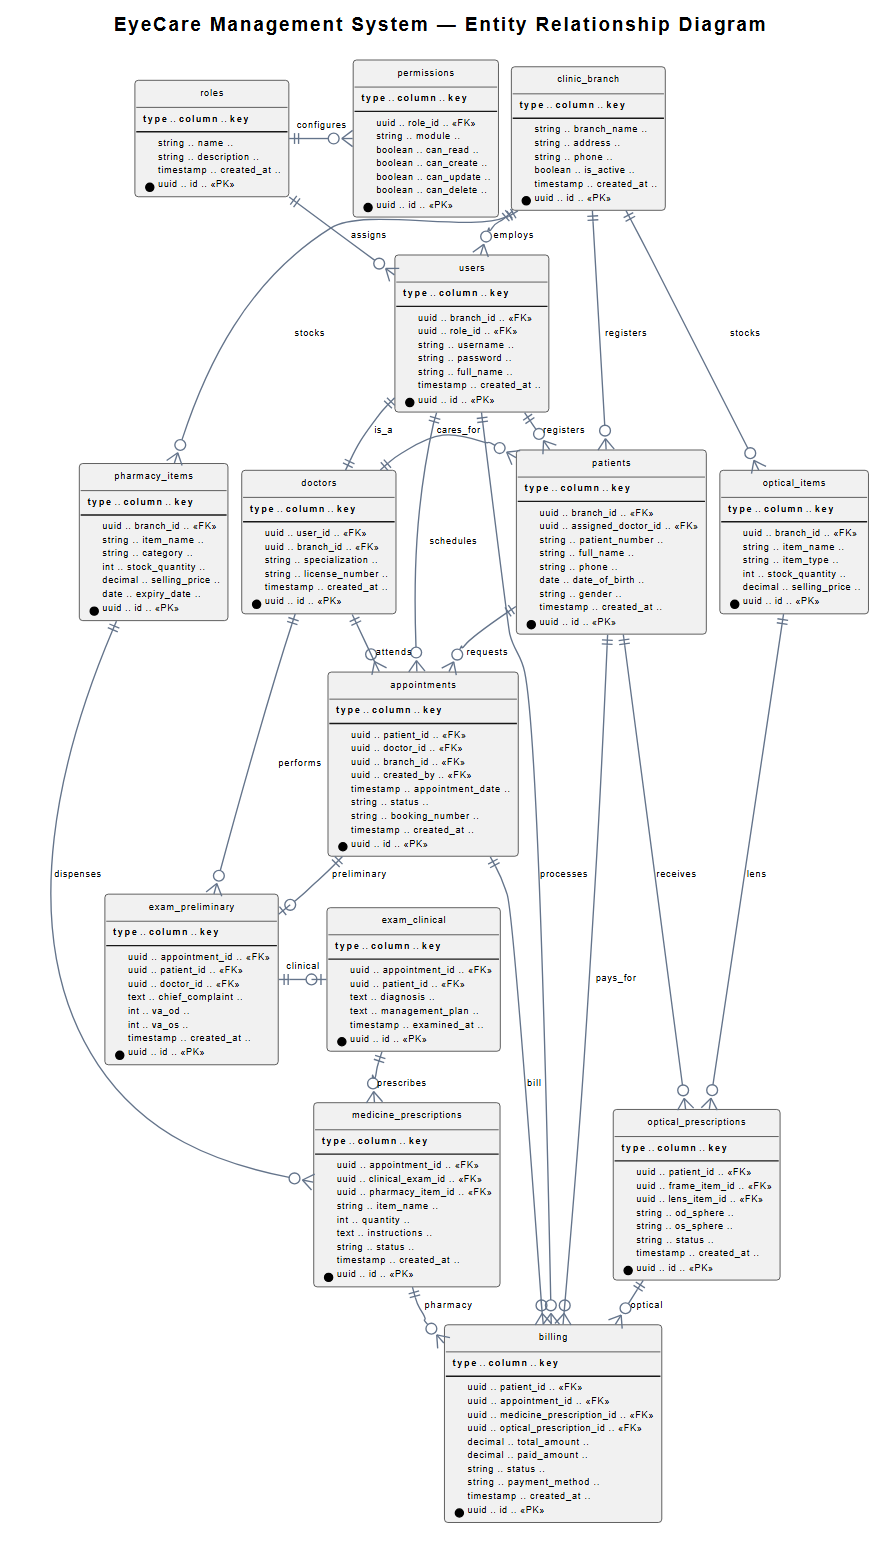 EyeCare Management System — Entity Relationship Diagram
roles
type .. column .. key
string .. name ..
string .. description ..
timestamp .. created_at ..
uuid .. id .. «PK»
configures
permissions
type .. column .. key
uuid .. role_id .. «FK»
string .. module ..
boolean .. can_read ..
boolean .. can_create ..
boolean .. can_update ..
boolean .. can_delete ..
uuid .. id .. «PK»
clinic_branch
type .. column .. key
string .. branch_name ..
string .. address ..
string .. phone ..
boolean .. is_active ..
timestamp .. created_at ..
uuid .. id .. «PK»
assigns
employs
users
type .. column .. key
uuid .. branch_id .. «FK»
uuid .. role_id .. «FK»
string .. username ..
string .. password ..
string .. full_name ..
timestamp .. created_at ..
uuid .. id .. «PK»
stocks
registers
stocks
is_a
cares_for
registers
pharmacy_items
type .. column .. key
uuid .. branch_id .. «FK»
string .. item_name ..
string .. category ..
int .. stock_quantity ..
decimal .. selling_price ..
date .. expiry_date ..
uuid .. id .. «PK»
doctors
type .. column .. key
uuid .. user_id .. «FK»
uuid .. branch_id .. «FK»
string .. specialization ..
string .. license_number ..
timestamp .. created_at ..
uuid .. id .. «PK»
schedules
patients
type .. column .. key
uuid .. branch_id .. «FK»
uuid .. assigned_doctor_id .. «FK»
string .. patient_number ..
string .. full_name ..
string .. phone ..
date .. date_of_birth ..
string .. gender ..
timestamp .. created_at ..
uuid .. id .. «PK»
optical_items
type .. column .. key
uuid .. branch_id .. «FK»
string .. item_name ..
string .. item_type ..
int .. stock_quantity ..
decimal .. selling_price ..
uuid .. id .. «PK»
attends
requests
appointments
type .. column .. key
uuid .. patient_id .. «FK»
uuid .. doctor_id .. «FK»
uuid .. branch_id .. «FK»
uuid .. created_by .. «FK»
timestamp .. appointment_date ..
string .. status ..
string .. booking_number ..
timestamp .. created_at ..
uuid .. id .. «PK»
performs
dispenses
preliminary
processes
receives
lens
exam_preliminary
type .. column .. key
uuid .. appointment_id .. «FK»
uuid .. patient_id .. «FK»
uuid .. doctor_id .. «FK»
text .. chief_complaint ..
int .. va_od ..
int .. va_os ..
timestamp .. created_at ..
uuid .. id .. «PK»
clinical
exam_clinical
type .. column .. key
uuid .. appointment_id .. «FK»
uuid .. patient_id .. «FK»
text .. diagnosis ..
text .. management_plan ..
timestamp .. examined_at ..
uuid .. id .. «PK»
pays_for
prescribes
bill
medicine_prescriptions
type .. column .. key
uuid .. appointment_id .. «FK»
uuid .. clinical_exam_id .. «FK»
uuid .. pharmacy_item_id .. «FK»
string .. item_name ..
int .. quantity ..
text .. instructions ..
string .. status ..
timestamp .. created_at ..
uuid .. id .. «PK»
optical_prescriptions
type .. column .. key
uuid .. patient_id .. «FK»
uuid .. frame_item_id .. «FK»
uuid .. lens_item_id .. «FK»
string .. od_sphere ..
string .. os_sphere ..
string .. status ..
timestamp .. created_at ..
uuid .. id .. «PK»
pharmacy
optical
billing
type .. column .. key
uuid .. patient_id .. «FK»
uuid .. appointment_id .. «FK»
uuid .. medicine_prescription_id .. «FK»
uuid .. optical_prescription_id .. «FK»
decimal .. total_amount ..
decimal .. paid_amount ..
string .. status ..
string .. payment_method ..
timestamp .. created_at ..
uuid .. id .. «PK»